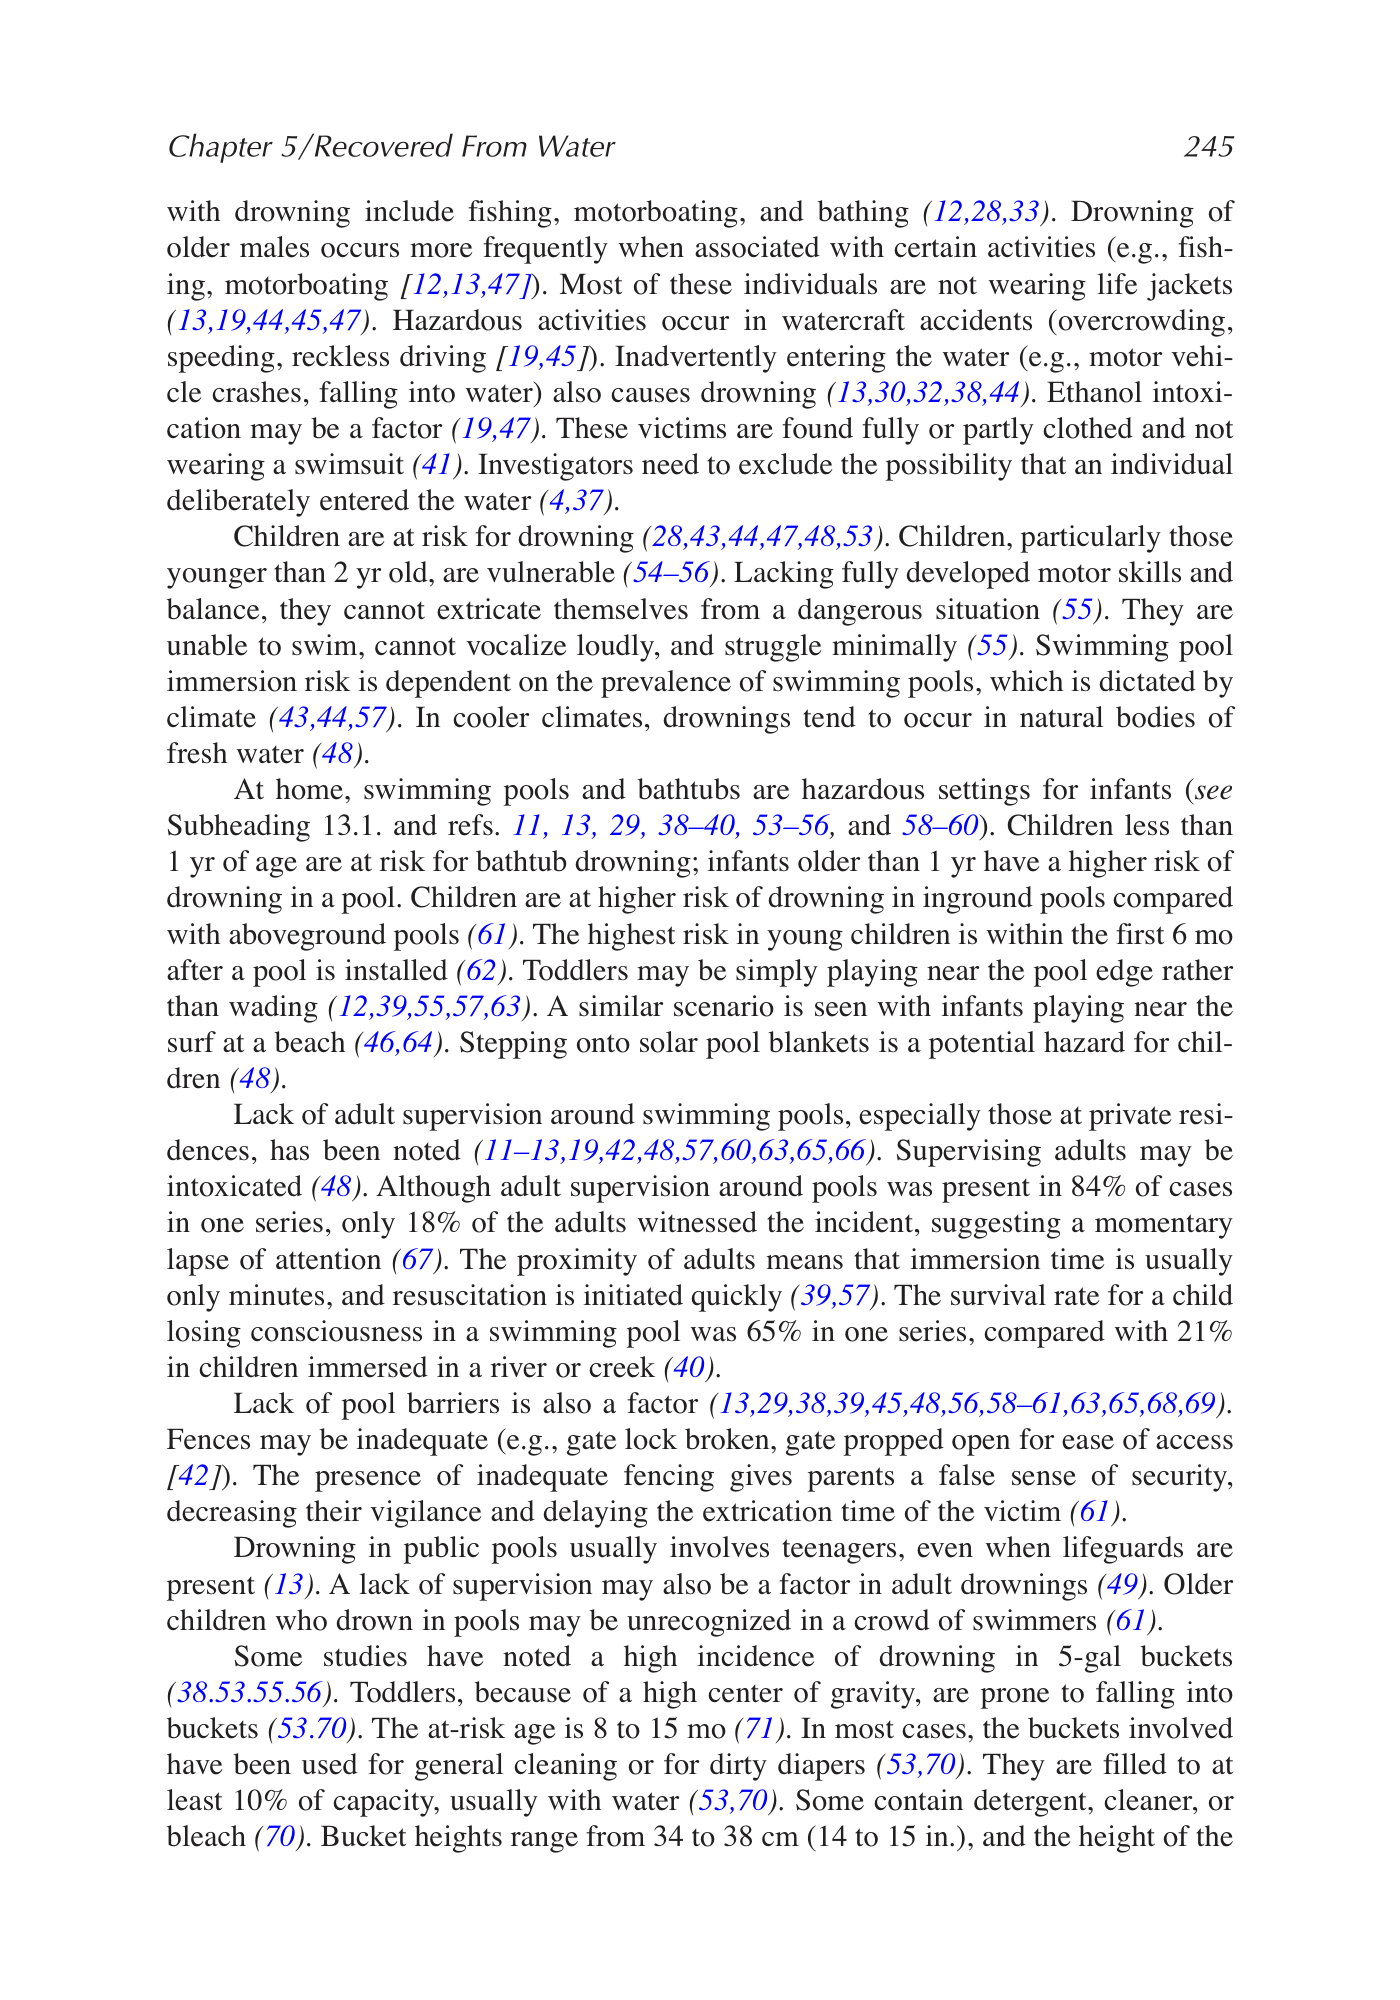 Chapter 5/Recovered From Water 245
with drowning include fishing, motorboating, and bathing (12,28,33). Drowning of
older males occurs more frequently when associated with certain activities (e.g., fish-
ing, motorboating [12,13,47]). Most of these individuals are not wearing life jackets
(13,19,44,45,47). Hazardous activities occur in watercraft accidents (overcrowding,
speeding, reckless driving [19,45]). Inadvertently entering the water (e.g., motor vehi-
cle crashes, falling into water) also causes drowning (13,30,32,38,44). Ethanol intoxi-
cation may be a factor (19,47). These victims are found fully or partly clothed and not
wearing a swimsuit (41). Investigators need to exclude the possibility that an individual
deliberately entered the water (4,37).
Children are at risk for drowning (28,43,44,47,48,53). Children, particularly those
younger than 2 yr old, are vulnerable (54–56). Lacking fully developed motor skills and
balance, they cannot extricate themselves from a dangerous situation (55). They are
unable to swim, cannot vocalize loudly, and struggle minimally (55). Swimming pool
immersion risk is dependent on the prevalence of swimming pools, which is dictated by
climate (43,44,57). In cooler climates, drownings tend to occur in natural bodies of
fresh water (48).
At home, swimming pools and bathtubs are hazardous settings for infants (see
Subheading 13.1. and refs. 11, 13, 29, 38–40, 53–56, and 58–60). Children less than
1 yr of age are at risk for bathtub drowning; infants older than 1 yr have a higher risk of
drowning in a pool. Children are at higher risk of drowning in inground pools compared
with aboveground pools (61). The highest risk in young children is within the first 6 mo
after a pool is installed (62). Toddlers may be simply playing near the pool edge rather
than wading (12,39,55,57,63). A similar scenario is seen with infants playing near the
surf at a beach (46,64). Stepping onto solar pool blankets is a potential hazard for chil-
dren (48).
Lack of adult supervision around swimming pools, especially those at private resi-
dences, has been noted (11–13,19,42,48,57,60,63,65,66). Supervising adults may be
intoxicated (48). Although adult supervision around pools was present in 84% of cases
in one series, only 18% of the adults witnessed the incident, suggesting a momentary
lapse of attention (67). The proximity of adults means that immersion time is usually
only minutes, and resuscitation is initiated quickly (39,57). The survival rate for a child
losing consciousness in a swimming pool was 65% in one series, compared with 21%
in children immersed in a river or creek (40).
Lack of pool barriers is also a factor (13,29,38,39,45,48,56,58–61,63,65,68,69).
Fences may be inadequate (e.g., gate lock broken, gate propped open for ease of access
[42]). The presence of inadequate fencing gives parents a false sense of security,
decreasing their vigilance and delaying the extrication time of the victim (61).
Drowning in public pools usually involves teenagers, even when lifeguards are
present (13). A lack of supervision may also be a factor in adult drownings (49). Older
children who drown in pools may be unrecognized in a crowd of swimmers (61).
Some studies have noted a high incidence of drowning in 5-gal buckets
(38.53.55.56). Toddlers, because of a high center of gravity, are prone to falling into
buckets (53.70). The at-risk age is 8 to 15 mo (71). In most cases, the buckets involved
have been used for general cleaning or for dirty diapers (53,70). They are filled to at
least 10% of capacity, usually with water (53,70). Some contain detergent, cleaner, or
bleach (70). Bucket heights range from 34 to 38 cm (14 to 15 in.), and the height of the